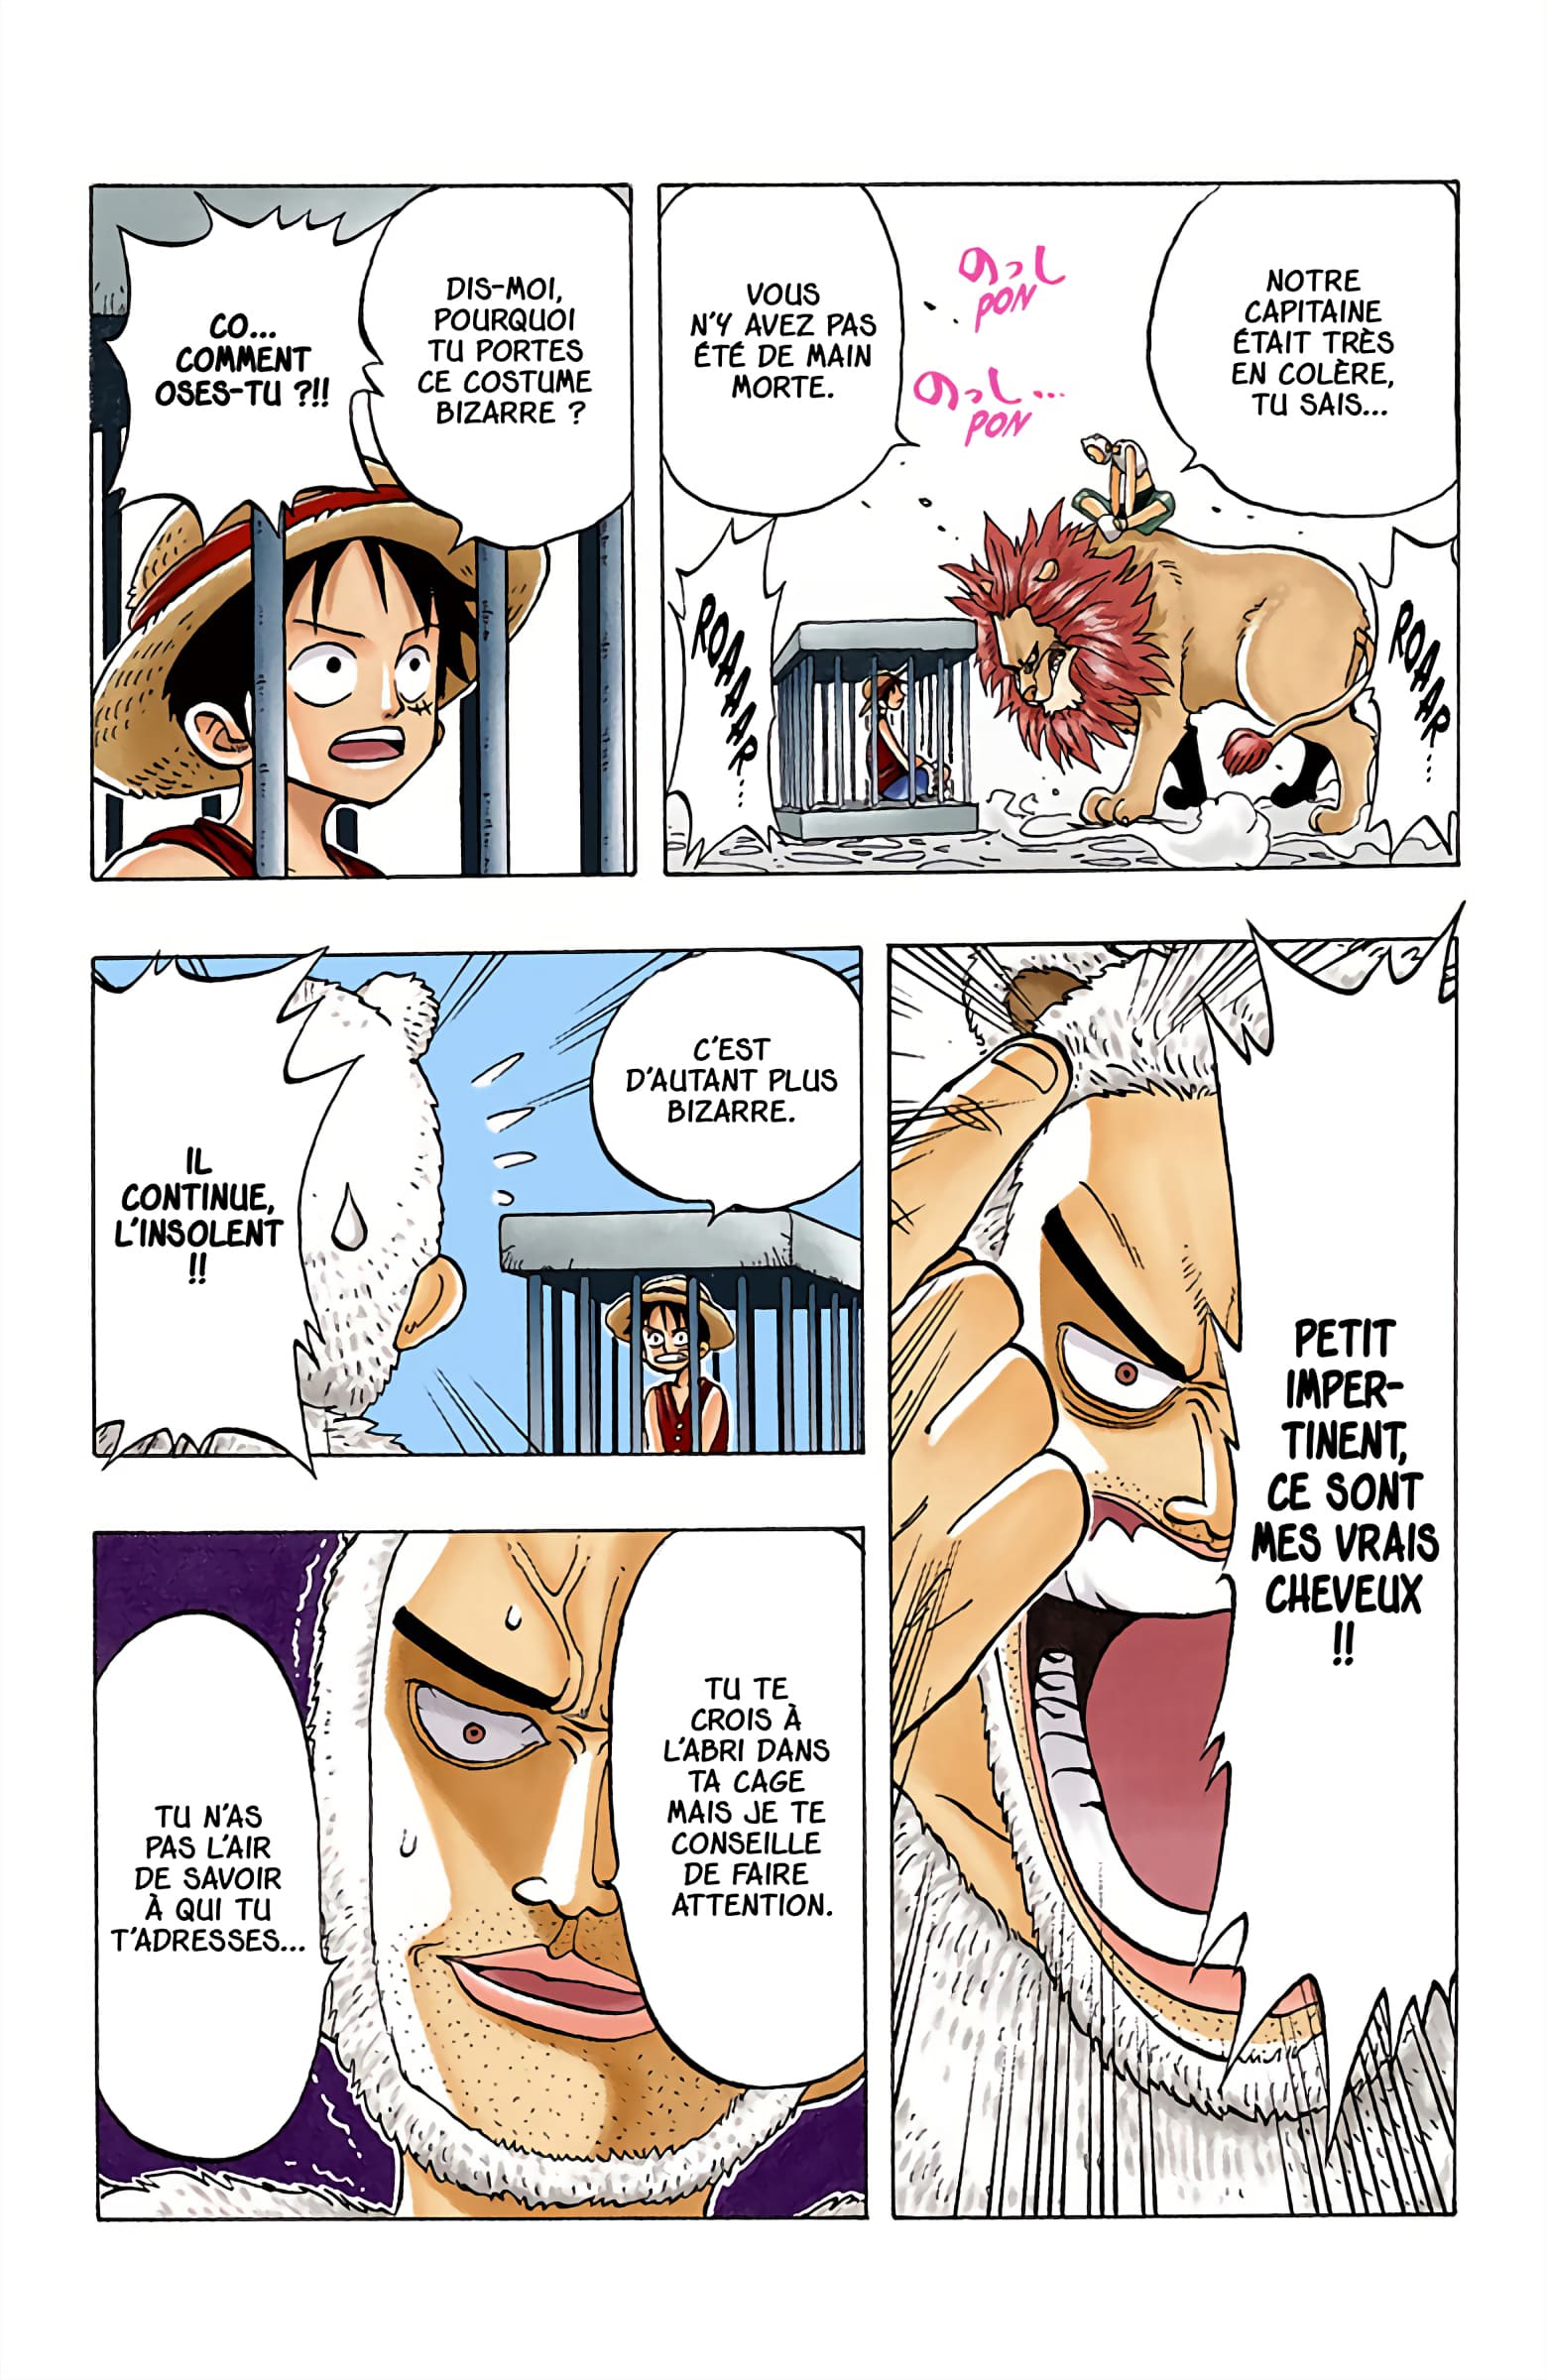 NOTRE
CAPITAINE
ÉTAIT TRÈS
EN COLÈRE,
TU SAIS...
のっし
PON
のっし...
PON
VOUS
N'Y AVEZ PAS
ÉTÉ DE MAIN
MORTE.
ROAAAR...
ROAAAAR...
DIS-MOI,
POURQUOI
TU PORTES
CE COSTUME
BIZARRE ?
CO...
COMMENT
OSES-TU ?!!
PETIT
IMPER-
TINENT,
CE SONT
MES VRAIS
CHEVEUX
!!
C'EST
D'AUTANT PLUS
BIZARRE.
IL
CONTINUE,
L'INSOLENT
!!
TU TE
CROIS À
L'ABRI DANS
TA CAGE
MAIS JE TE
CONSEILLE
DE FAIRE
ATTENTION.
TU N'AS
PAS L'AIR
DE SAVOIR
À QUI TU
T'ADRESSES...